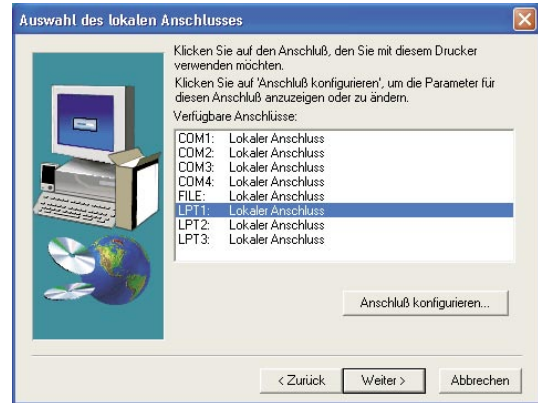 Auswahl des lokalen Anschlusses
Klicken Sie auf den Anschluß, den Sie mit diesem Drucker
verwenden möchten.
Klicken Sie auf 'Anschluß konfigurieren', um die Parameter für
diesen Anschluß anzuzeigen oder zu ändern.
Verfügbare Anschlüsse:
COM1: Lokaler Anschluss
COM2: Lokaler Anschluss
COM3: Lokaler Anschluss
COM4: Lokaler Anschluss
FILE: Lokaler Anschluss
LPT1: Lokaler Anschluss
LPT2: Lokaler Anschluss
LPT3: Lokaler Anschluss
Anschluß konfigurieren...
< Zurück Weiter > Abbrechen